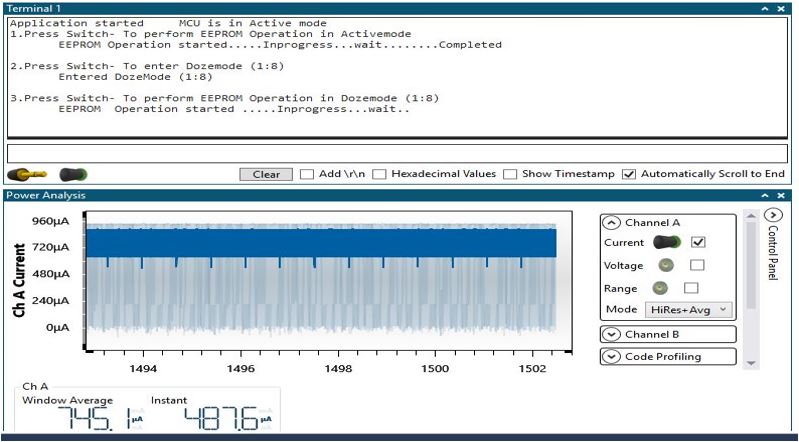 Terminal 1
Application started MCU is in Active mode
1.Press Switch- To perform EEPROM Operation in Activemode
EEPROM Operation started.....Inprogress...wait........Completed
2.Press Switch- To enter Dozemode (1:8)
Entered DozeMode (1:8)
3.Press Switch- To perform EEPROM Operation in Dozemode (1:8)
EEPROM Operation started .....Inprogress...wait..
Clear Add \r\n Hexadecimal Values Show Timestamp Automatically Scroll to End
Power Analysis
Ch A Current
960µA
720µA
480µA
240µA
0µA
1494 1496 1498 1500 1502
Channel A
Current
Voltage
Range
Mode HiRes+Avg
Channel B
Code Profiling
Control Panel
Ch A
Window Average Instant
745.1 µA 487.6 µA